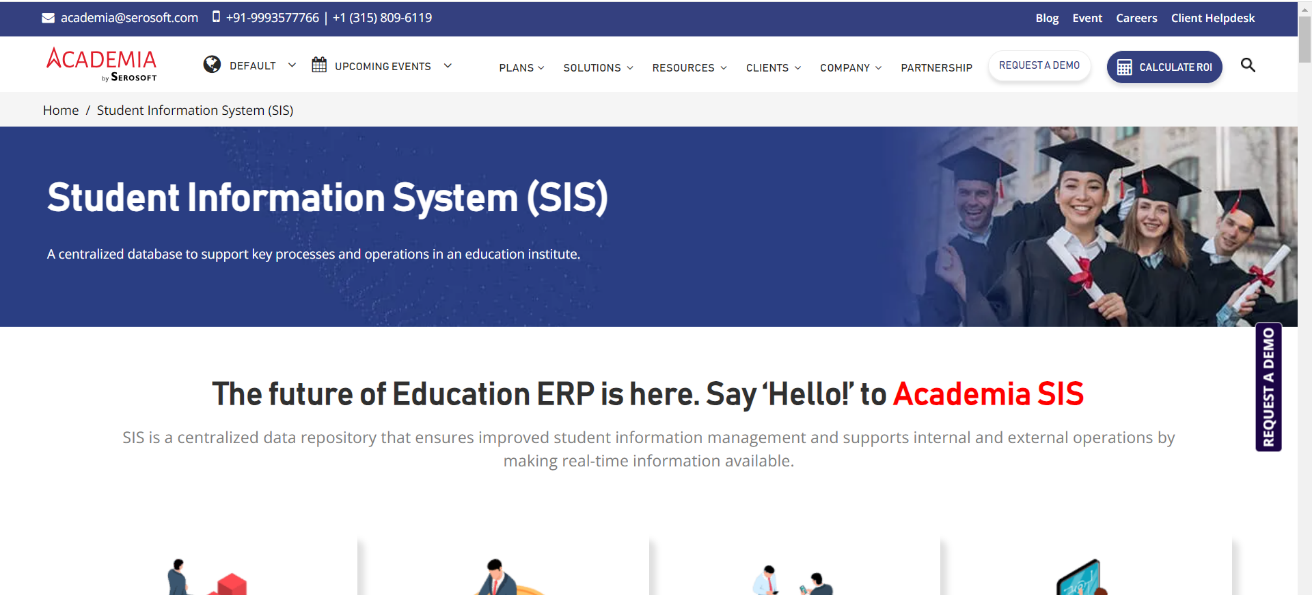 academia@serosoft.com +91-9993577766 | +1 (315) 809-6119 Blog Event Careers Client Helpdesk
ACADEMIA
by SEROSOFT
DEFAULT UPCOMING EVENTS PLANS SOLUTIONS RESOURCES CLIENTS COMPANY PARTNERSHIP REQUEST A DEMO CALCULATE ROI
Home / Student Information System (SIS)
Student Information System (SIS)
A centralized database to support key processes and operations in an education institute.
REQUEST A DEMO
The future of Education ERP is here. Say ‘Hello!’ to Academia SIS
SIS is a centralized data repository that ensures improved student information management and supports internal and external operations by
making real-time information available.